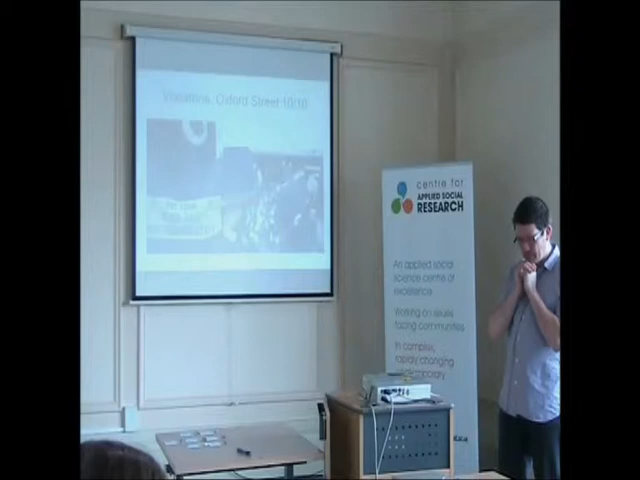 Vodafone, Oxford Street 10/10
centre for
APPLIED SOCIAL
RESEARCH
An applied social
science centre of
excellence
Working on issues
facing communities
In complex,
rapidly changing